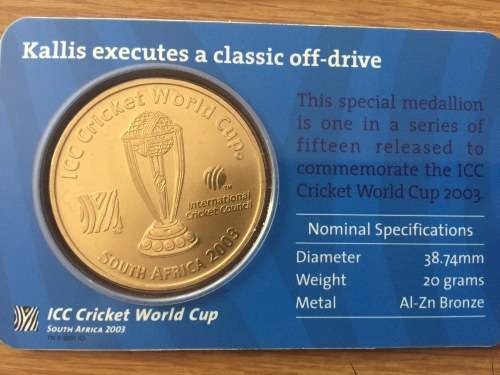 Kallis executes a classic off-drive
ICC Cricket World Cup
TM
International
Cricket Council
SOUTH AFRICA 2003
This special medallion
is one in a series of
fifteen released to
commemorate the ICC
Cricket World Cup 2003.
Nominal Specifications
Diameter 38.74mm
Weight 20 grams
Metal Al-Zn Bronze
ICC Cricket World Cup
SOUTH AFRICA 2003